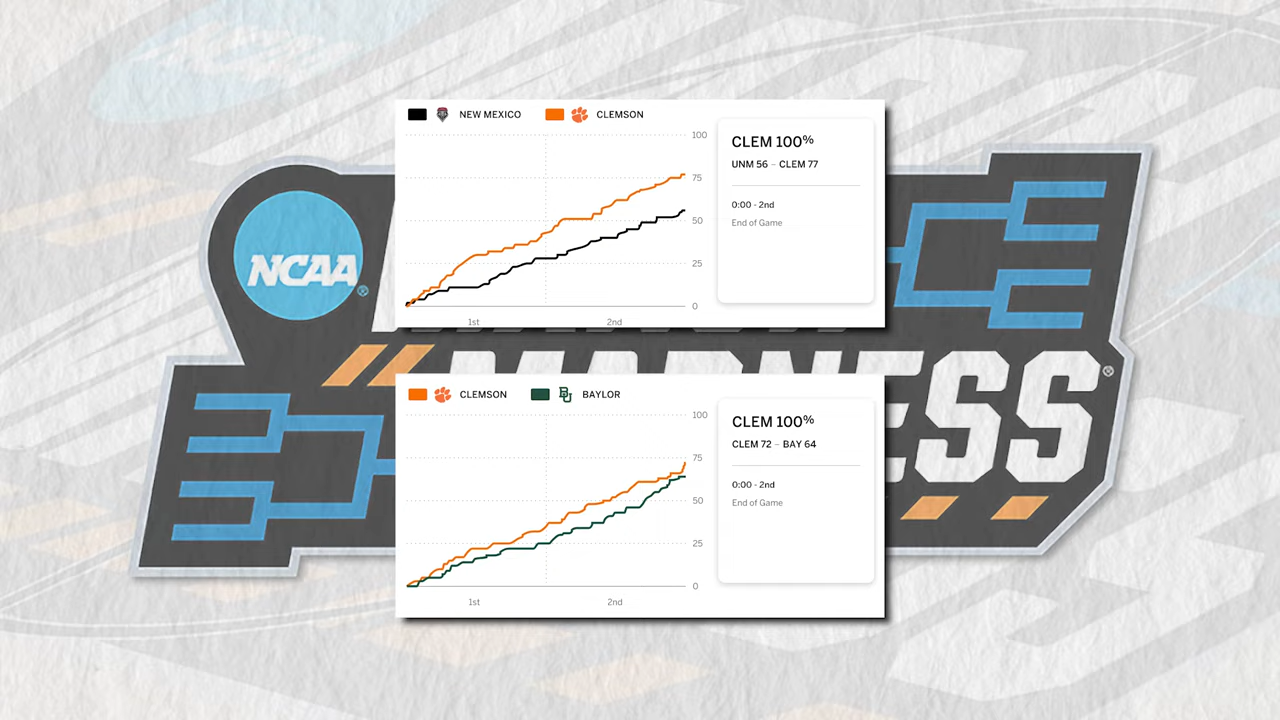 NCAA®
NEW MEXICO CLEMSON
100
75
50
25
0
1st 2nd
CLEM 100%
UNM 56 – CLEM 77
0:00 - 2nd
End of Game
CLEMSON BAYLOR
100
75
50
25
0
1st 2nd
CLEM 100%
CLEM 72 – BAY 64
0:00 - 2nd
End of Game